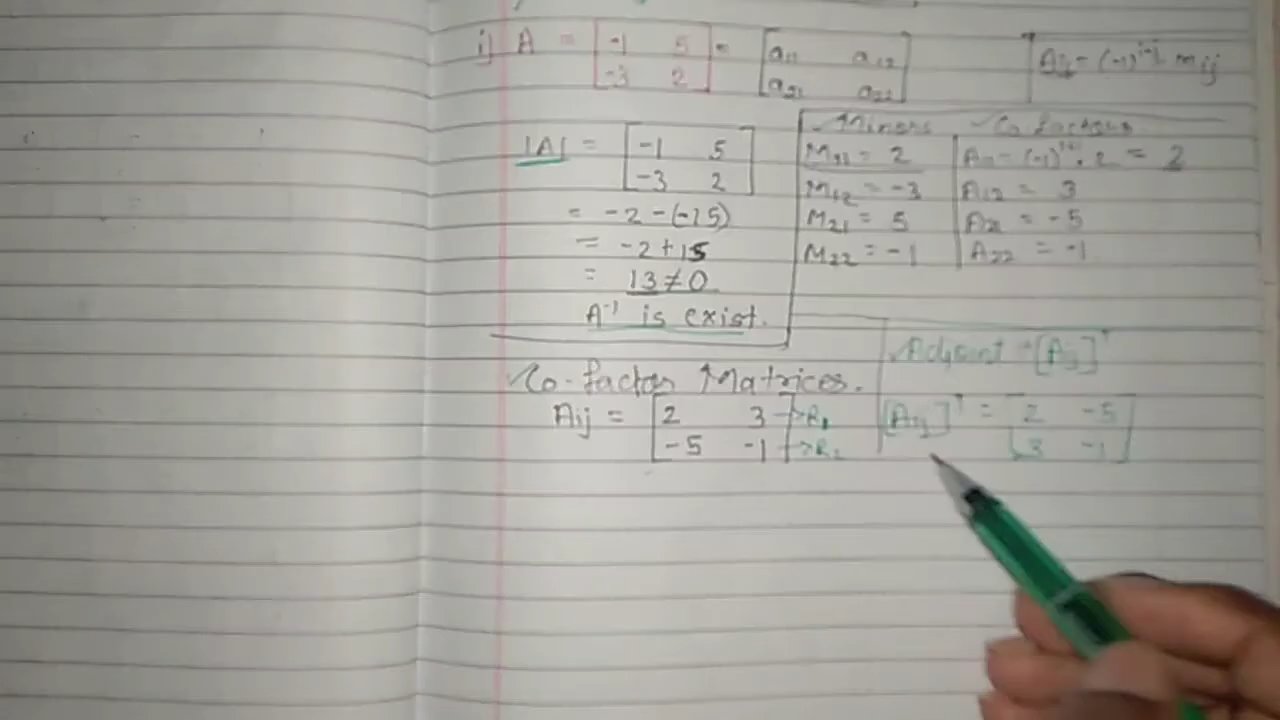 i) A = [-1 5 -3 2] = [a11 a12 a21 a22]
Aij = (-1)^i+j. mij
|A| = [-1 5
-3 2]
= -2 - (-15)
= -2+15
= 13 ≠ 0
A⁻¹ is exist.
Minors
M11 = 2
M12 = -3
M21 = 5
M22 = -1
Co factors
A11 = (-1)^1+1 . 2 = 2
A12 = 3
A21 = -5
A22 = -1
Co-factor Matrices.
Aij = [2 3 → R1
-5 -1] → R2
Adjoint = [Aij]ᵀ
[Aij]ᵀ = [2 -5
3 -1]